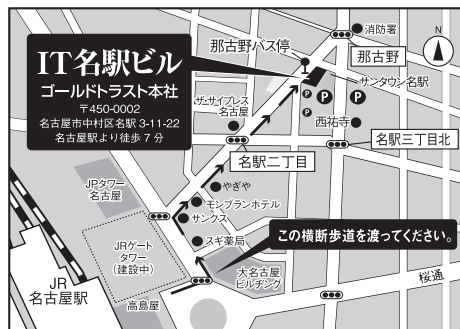 消防署
那古野バス停
那古野
N
IT名駅ビル
ゴールドトラスト本社
〒450-0002
名古屋市中村区名駅 3-11-22
名古屋駅より徒歩 7 分
サンタウン名駅
P
P
P
P
ザ・サイプレス
名古屋
西祐寺
名駅三丁目北
名駅二丁目
JPタワー
名古屋
やぎや
モンブランホテル
サンクス
スギ薬局
この横断歩道を渡ってください。
JRゲート
タワー
(建設中)
大名古屋
ビルヂング
桜通
JR
名古屋駅
高島屋